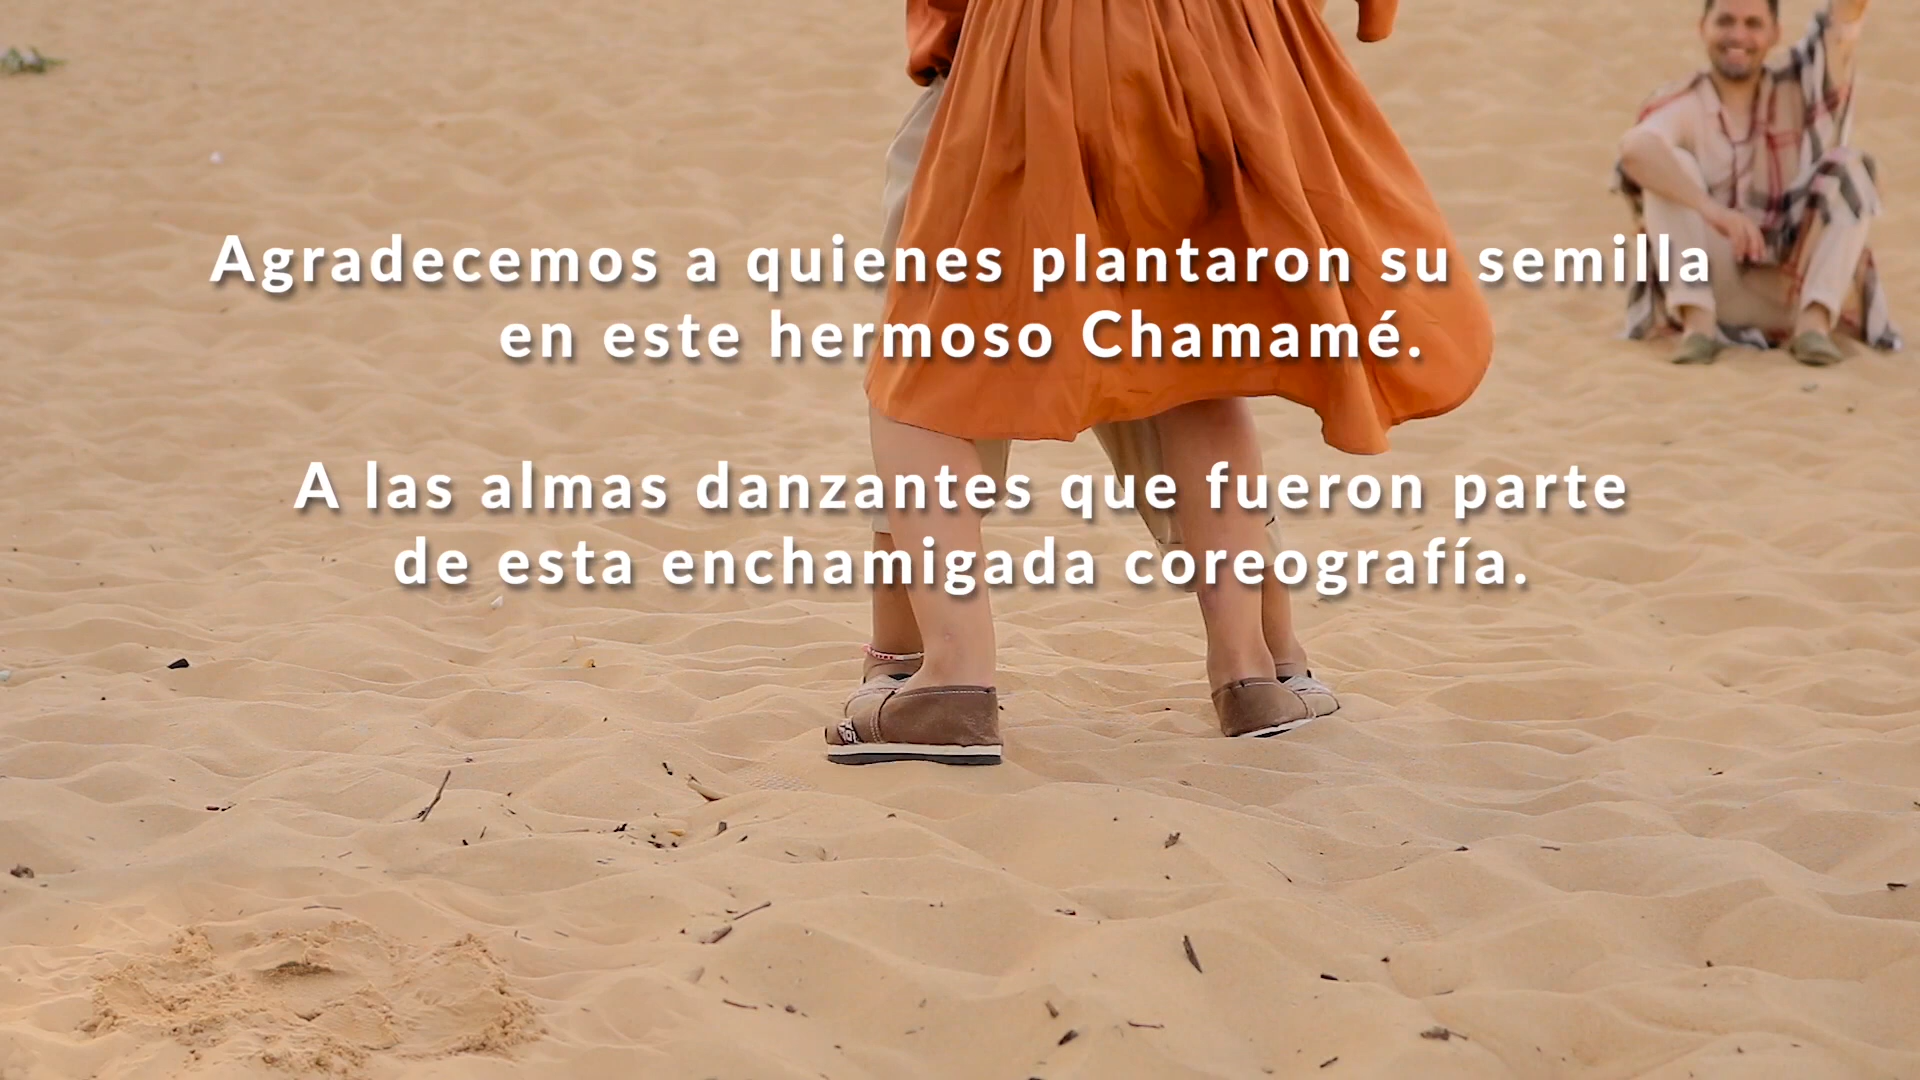 Agradecemos a quienes plantaron su semilla
en este hermoso Chamamé.
A las almas danzantes que fueron parte
de esta enchamigada coreografía.